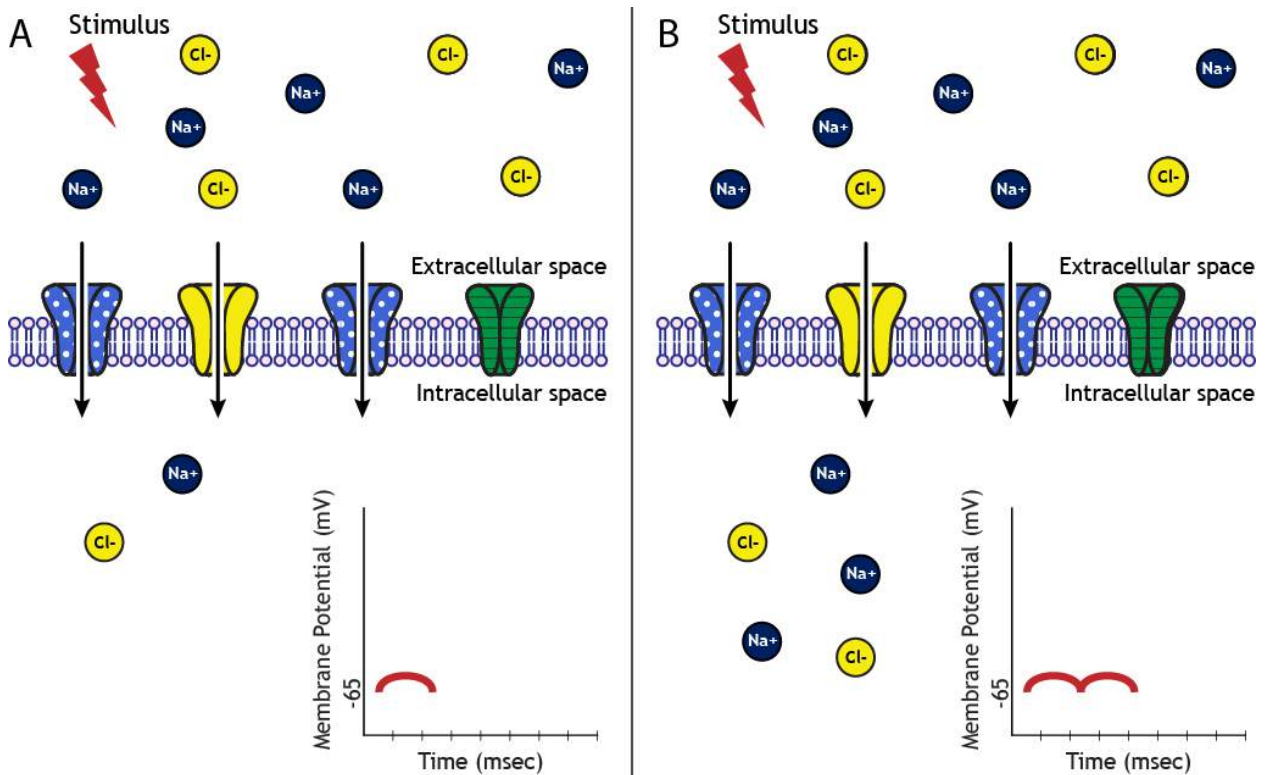 A
Stimulus
Cl-
Cl-
Na+
Na+
Na+
Na+
Cl-
Na+
Cl-
Extracellular space
Intracellular space
Na+
Cl-
Membrane Potential (mV)
-65
Time (msec)
B
Stimulus
Cl-
Cl-
Na+
Na+
Na+
Na+
Cl-
Na+
Cl-
Extracellular space
Intracellular space
Na+
Cl-
Na+
Na+
Cl-
Membrane Potential (mV)
-65
Time (msec)